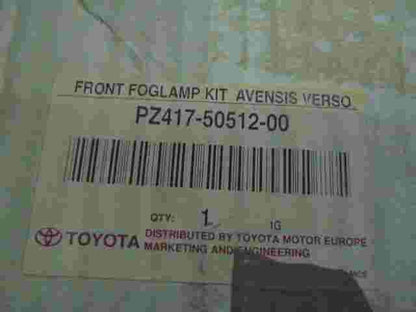 FRONT FOGLAMP KIT AVENSIS VERSO
PZ417-50512-00
QTY: 1 IG
TOYOTA DISTRIBUTED BY TOYOTA MOTOR EUROPE
MARKETING AND ENGINEERING